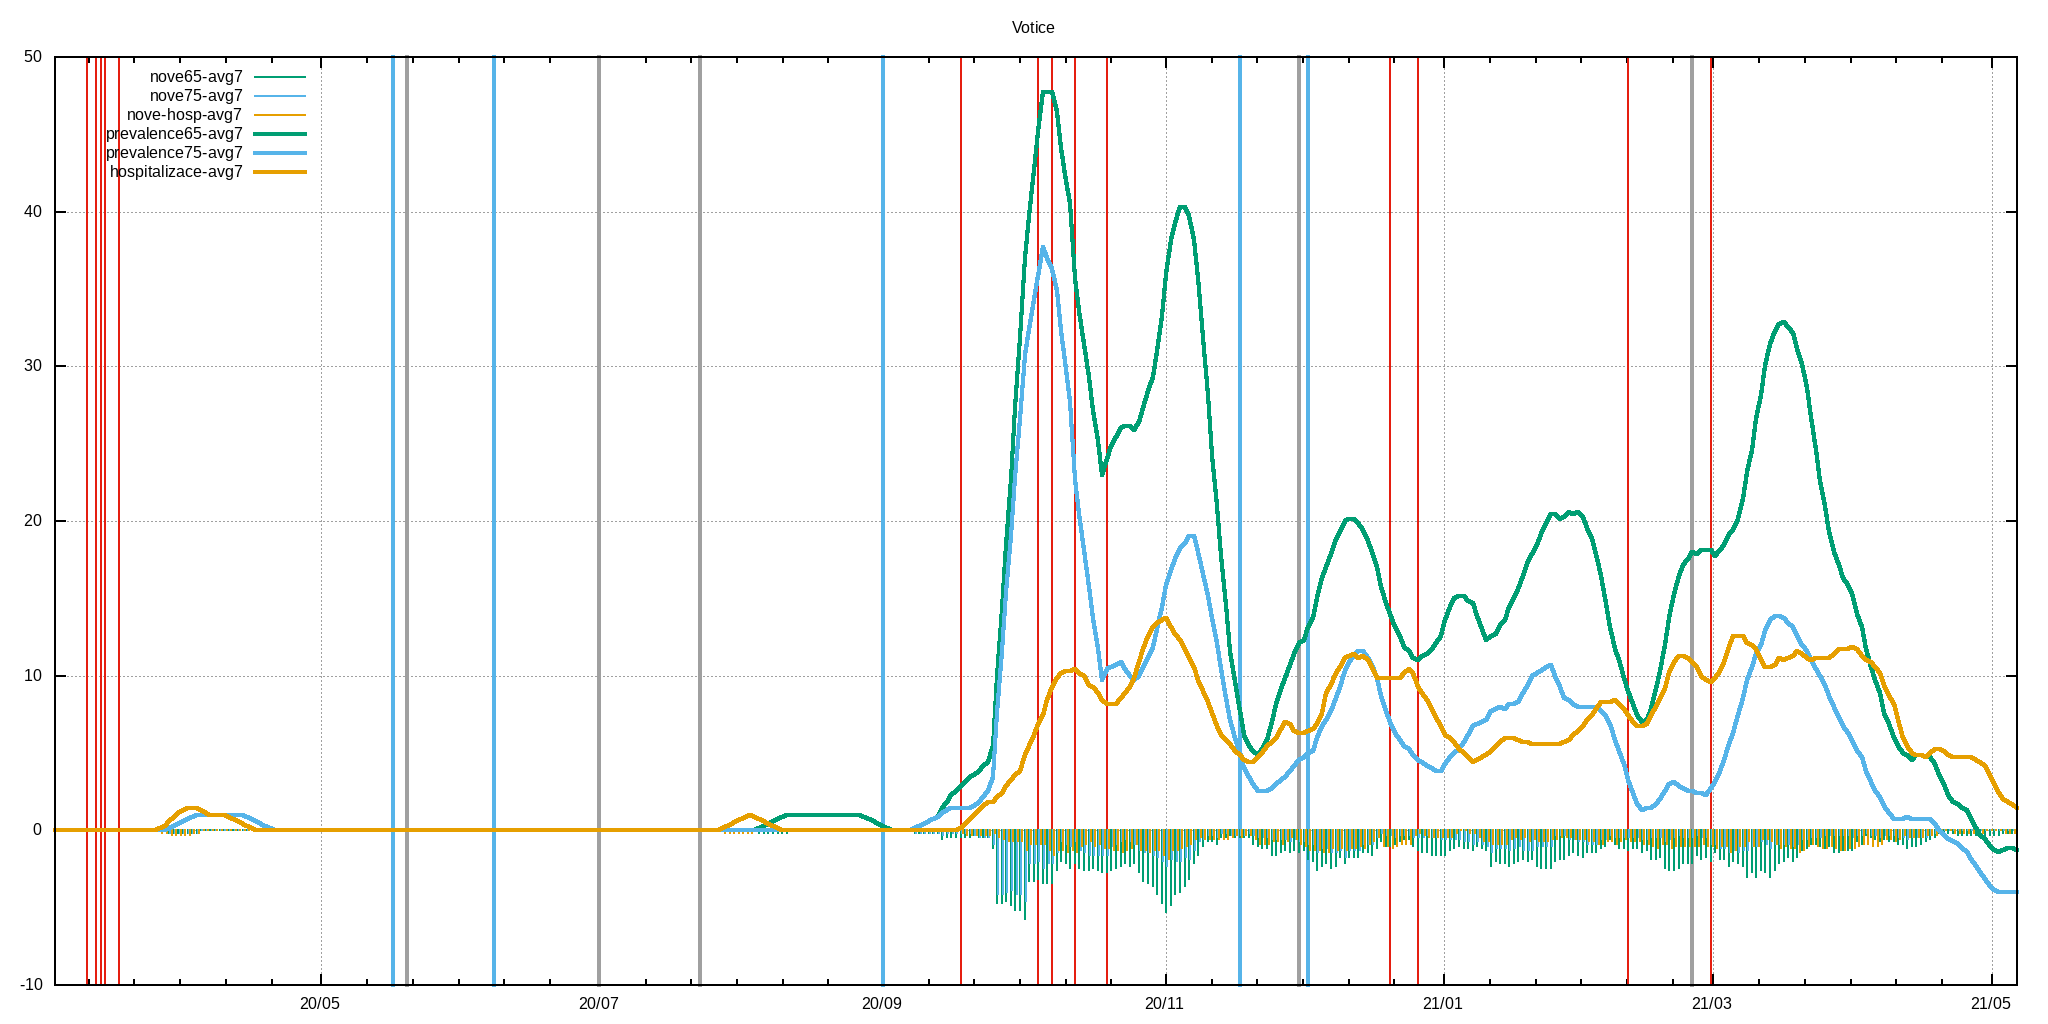 Votice
50
nove65-avg7
nove75-avg7
nove-hosp-avg7
prevalence65-avg7
prevalence75-avg7
hospitalizace-avg7
40
30
20
10
0
-10
20/05 20/07 20/09 20/11 21/01 21/03 21/05